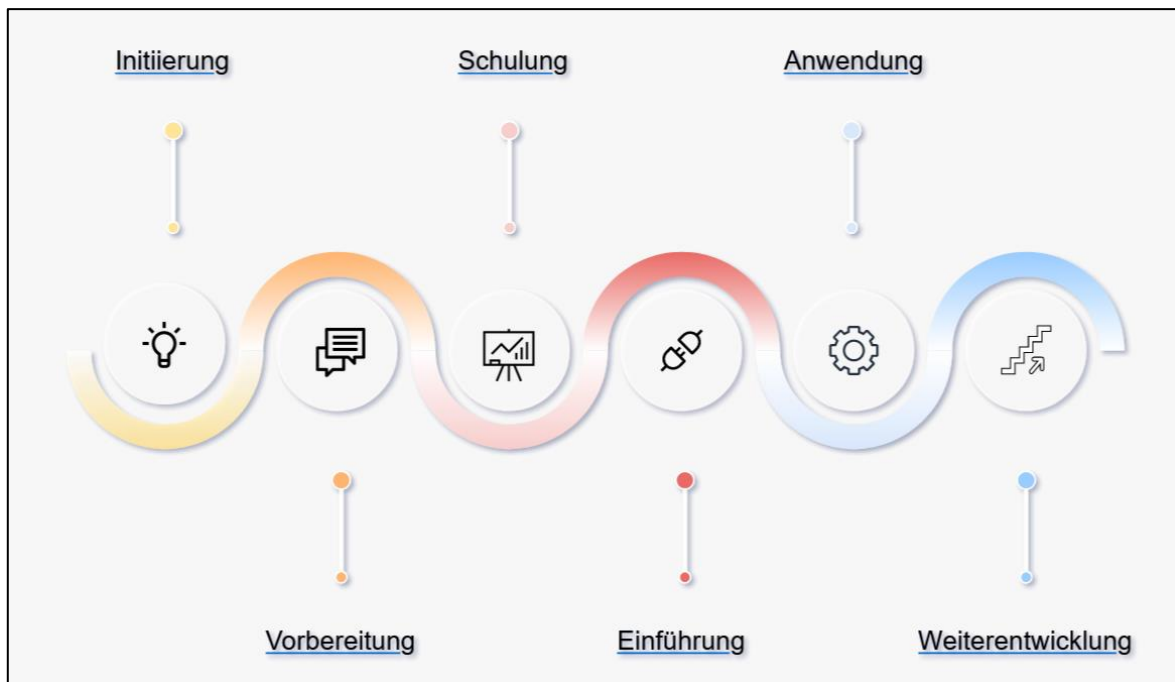 Initiierung
Schulung
Anwendung
Vorbereitung
Einführung
Weiterentwicklung